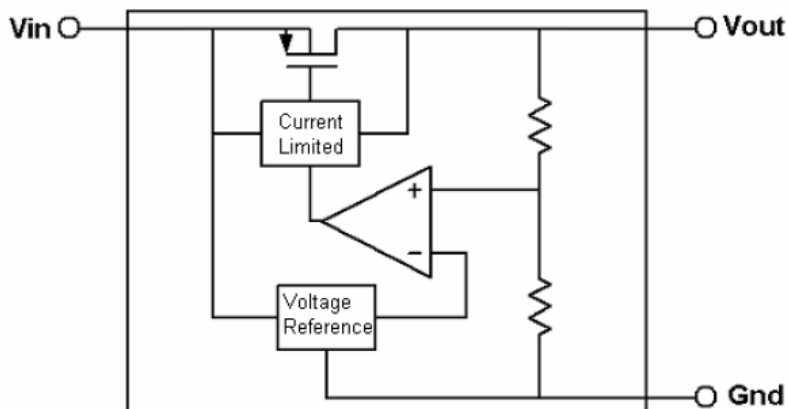 Vin
Vout
Current
Limited
+
-
Voltage
Reference
Gnd